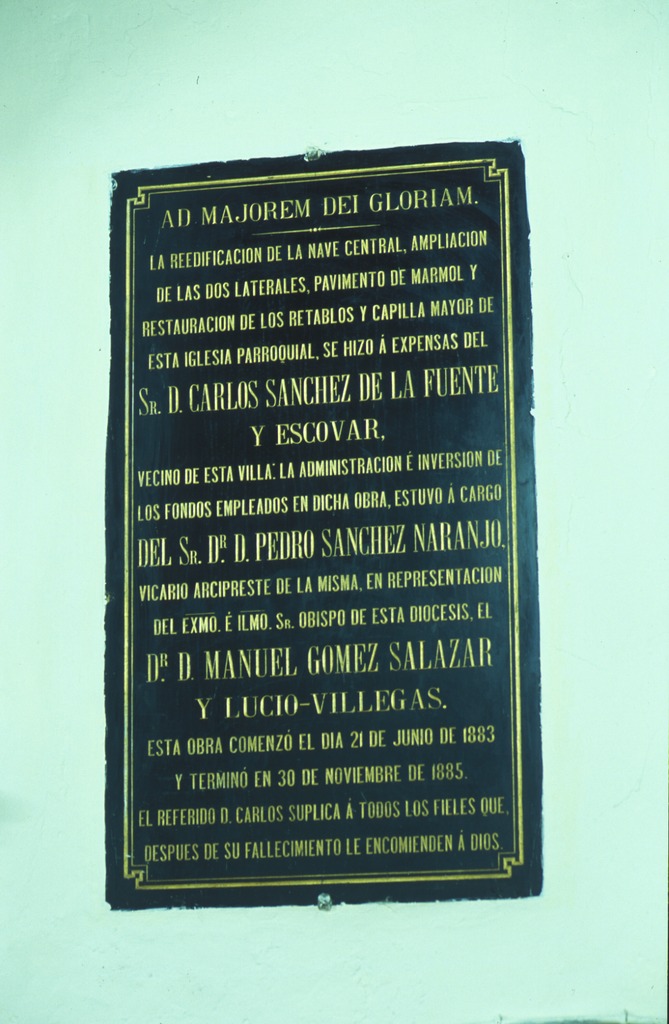 AD MAJOREM DEI GLORIAM.
LA REEDIFICACION DE LA NAVE CENTRAL, AMPLIACION
DE LAS DOS LATERALES, PAVIMENTO DE MARMOL Y
RESTAURACION DE LOS RETABLOS Y CAPILLA MAYOR DE
ESTA IGLESIA PARROQUIAL, SE HIZO Á EXPENSAS DEL
SR. D. CARLOS SANCHEZ DE LA FUENTE
Y ESCOVAR,
VECINO DE ESTA VILLA: LA ADMINISTRACION É INVERSION DE
LOS FONDOS EMPLEADOS EN DICHA OBRA, ESTUVO Á CARGO
DEL SR. DR. D. PEDRO SANCHEZ NARANJO,
VICARIO ARCIPRESTE DE LA MISMA, EN REPRESENTACION
DEL EXMO. É ILMO. SR. OBISPO DE ESTA DIOCESIS, EL
DR. D. MANUEL GOMEZ SALAZAR
Y LUCIO-VILLEGAS.
ESTA OBRA COMENZÓ EL DIA 21 DE JUNIO DE 1883
Y TERMINÓ EN 30 DE NOVIEMBRE DE 1885.
EL REFERIDO D. CARLOS SUPLICA Á TODOS LOS FIELES QUE,
DESPUES DE SU FALLECIMIENTO LE ENCOMIENDEN Á DIOS.